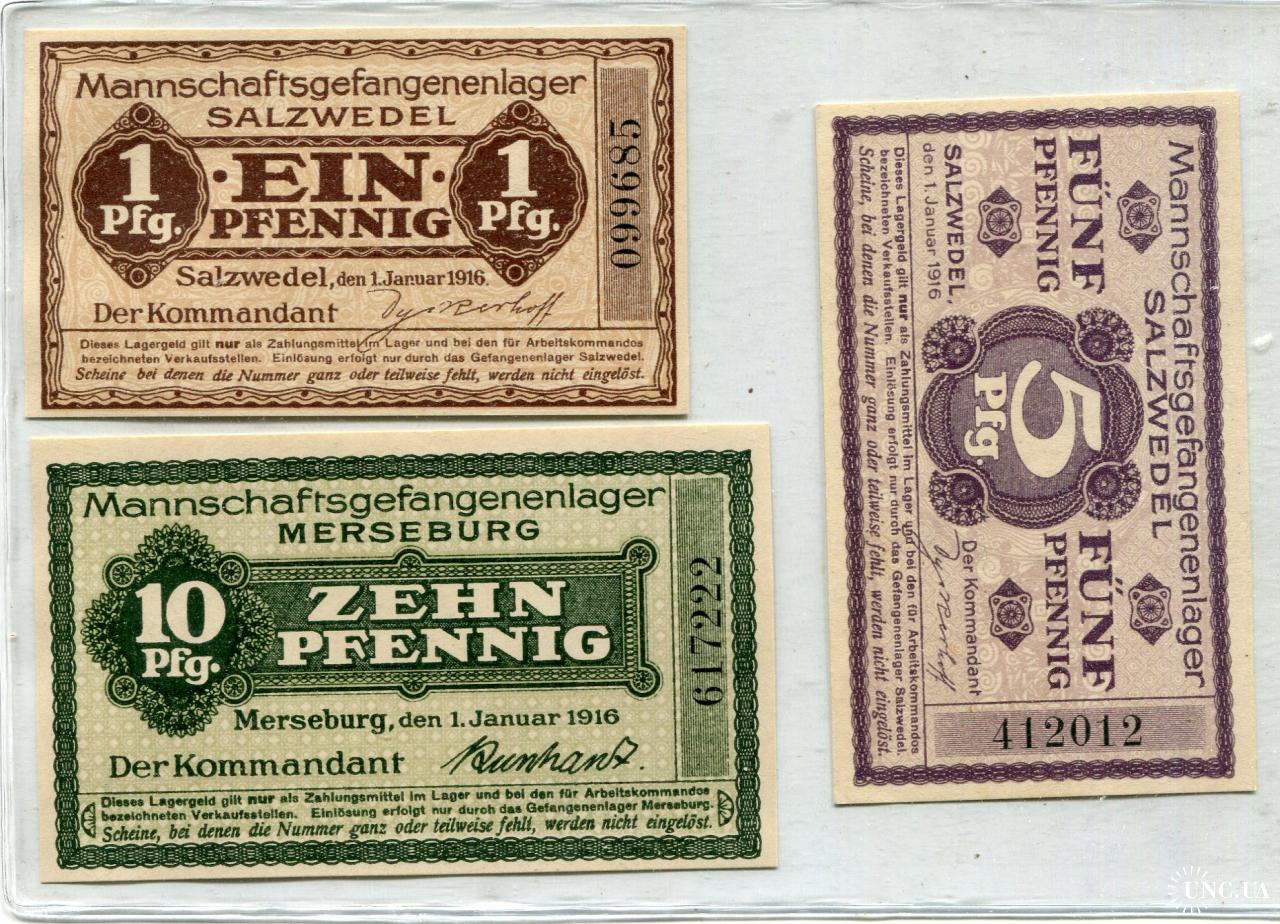 Mannschaftsgefangenenlager
SALZWEDEL
1 Pfg.
· EIN ·
PFENNIG
1 Pfg.
Salzwedel, den 1. Januar 1916.
Der Kommandant
Dyckerhoff
Dieses Lagergeld gilt nur als Zahlungsmittel im Lager und bei den für Arbeitskommandos
bezeichneten Verkaufsstellen. Einlösung erfolgt nur durch das Gefangenenlager Salzwedel.
Scheine bei denen die Nummer ganz oder teilweise fehlt, werden nicht eingelöst.
0996685
Mannschaftsgefangenenlager
MERSEBURG
10
Pfg.
ZEHN
PFENNIG
Merseburg, den 1. Januar 1916
Der Kommandant
Dieses Lagergeld gilt nur als Zahlungsmittel im Lager und bei den für Arbeitskommandos
bezeichneten Verkaufsstellen. Einlösung erfolgt nur durch das Gefangenenlager Merseburg.
Scheine, bei denen die Nummer ganz oder teilweise fehlt, werden nicht eingelöst.
617222
Mannschaftsgefangenenlager
SALZWEDEL
FÜNF
PFENNIG
5
Pfg.
FÜNF
PFENNIG
SALZWEDEL,
den 1. Januar 1916
Der Kommandant
Dyckerhoff
Dieses Lagergeld gilt nur als Zahlungsmittel im Lager und bei den für Arbeitskommandos
bezeichneten Verkaufsstellen. Einlösung erfolgt nur durch das Gefangenenlager Salzwedel.
Scheine, bei denen die Nummer ganz oder teilweise fehlt, werden nicht eingelöst.
412012
UNC.UA